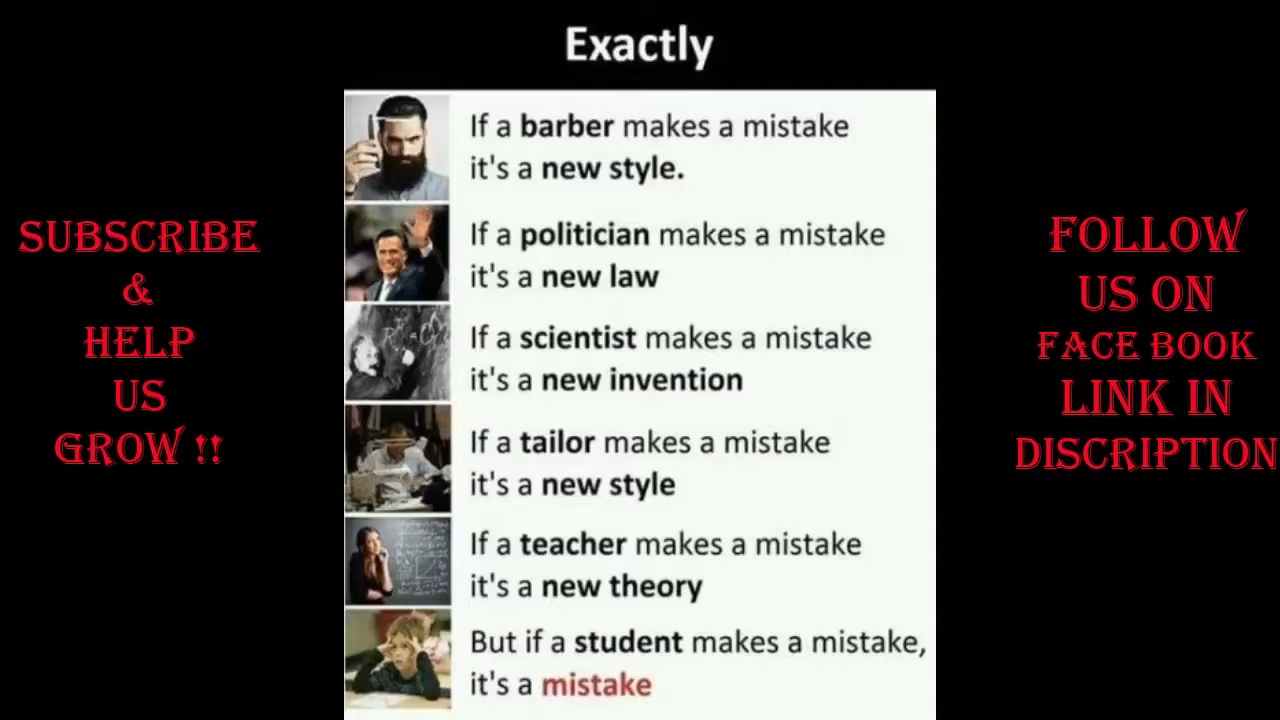 Exactly
If a barber makes a mistake
it's a new style.
If a politician makes a mistake
it's a new law
If a scientist makes a mistake
it's a new invention
If a tailor makes a mistake
it's a new style
If a teacher makes a mistake
it's a new theory
But if a student makes a mistake,
it's a mistake
SUBSCRIBE
&
HELP
US
GROW !!
FOLLOW
US ON
FACE BOOK
LINK IN
DISCRIPTION